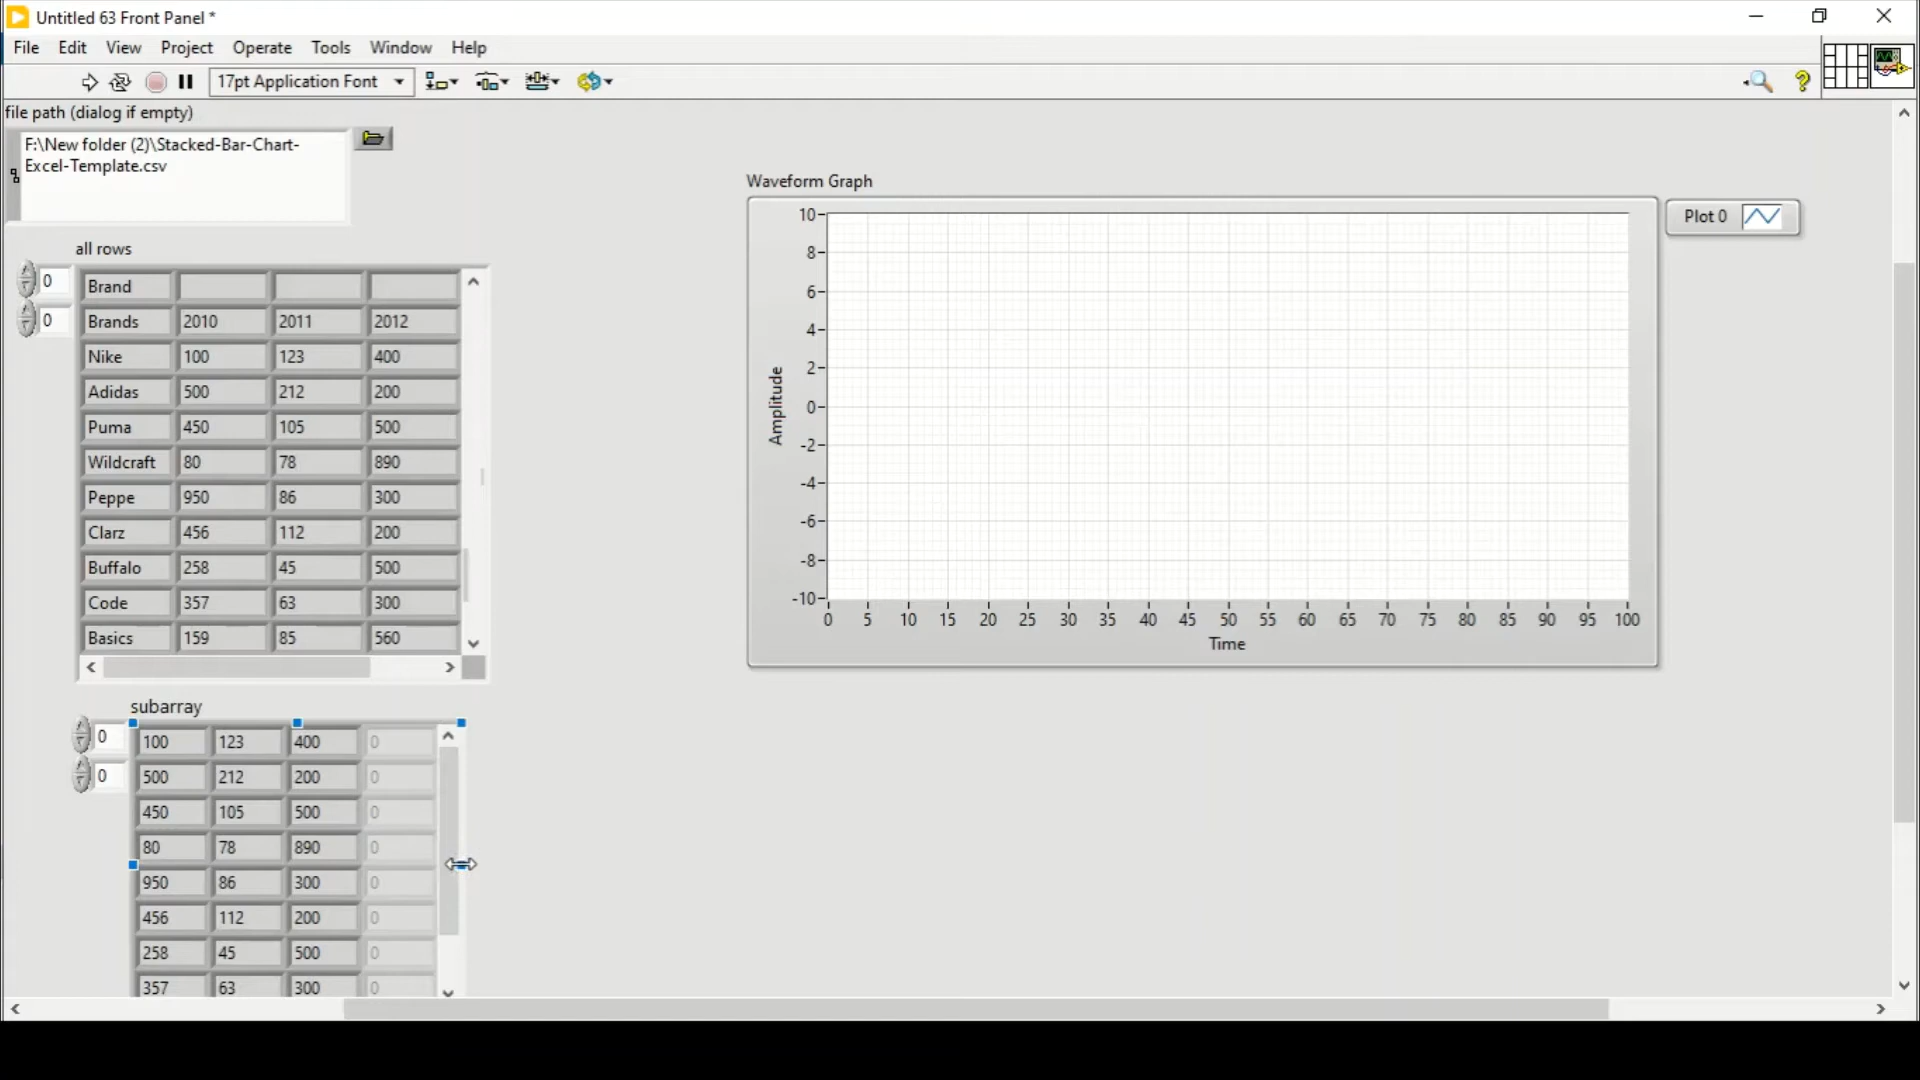 Untitled 63 Front Panel *
File Edit View Project Operate Tools Window Help
17pt Application Font
?
file path (dialog if empty)
F:\New folder (2)\Stacked-Bar-Chart-
Excel-Template.csv
all rows
0
0
Brand
Brands 2010 2011 2012
Nike 100 123 400
Adidas 500 212 200
Puma 450 105 500
Wildcraft 80 78 890
Peppe 950 86 300
Clarz 456 112 200
Buffalo 258 45 500
Code 357 63 300
Basics 159 85 560
subarray
0
0
100 123 400 0
500 212 200 0
450 105 500 0
80 78 890 0
950 86 300 0
456 112 200 0
258 45 500 0
357 63 300 0
Waveform Graph
Plot 0
Amplitude
10
8
6
4
2
0
-2
-4
-6
-8
-10
0 5 10 15 20 25 30 35 40 45 50 55 60 65 70 75 80 85 90 95 100
Time